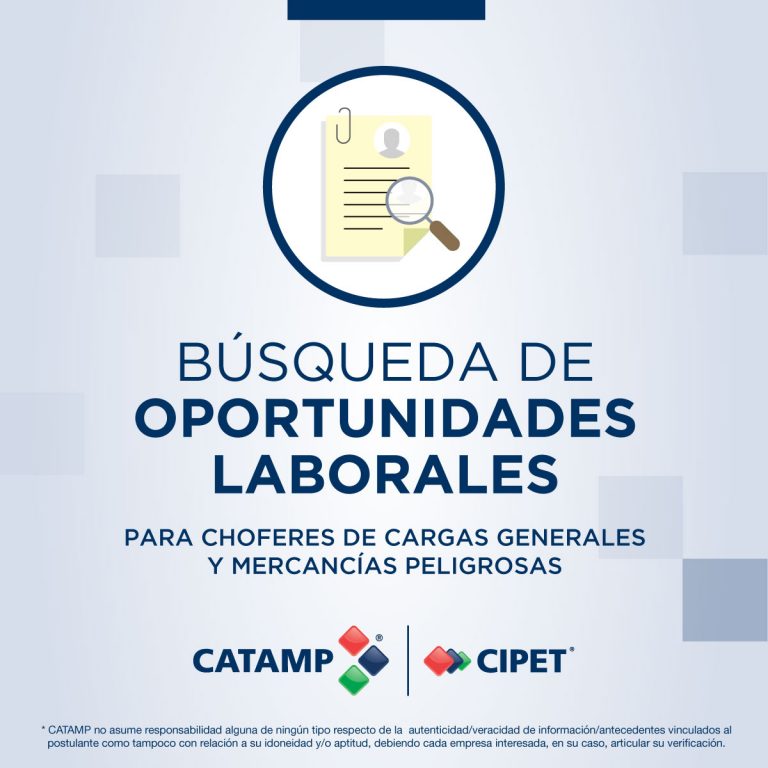 BÚSQUEDA DE
OPORTUNIDADES
LABORALES
PARA CHOFERES DE CARGAS GENERALES
Y MERCANCÍAS PELIGROSAS
CATAMP® | CIPET®
* CATAMP no asume responsabilidad alguna de ningún tipo respecto de la autenticidad/veracidad de información/antecedentes vinculados al
postulante como tampoco con relación a su idoneidad y/o aptitud, debiendo cada empresa interesada, en su caso, articular su verificación.